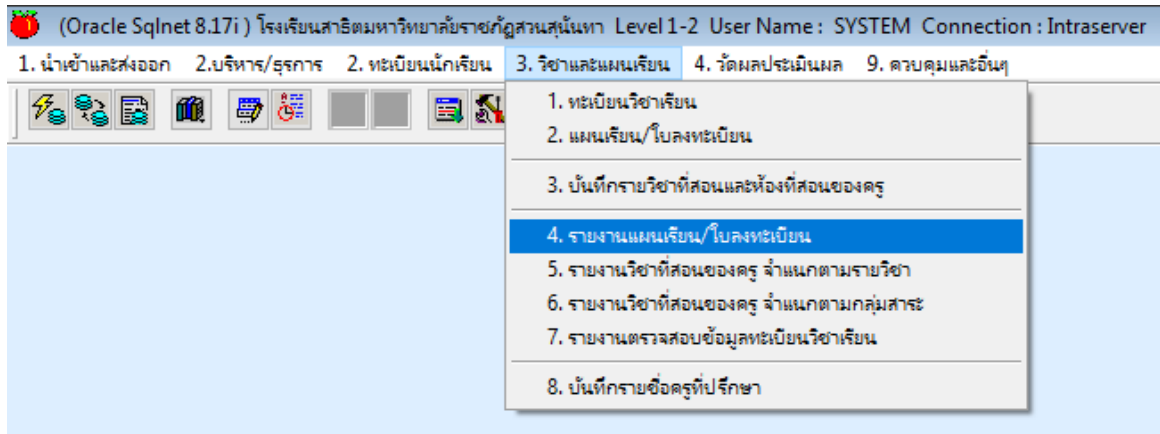 (Oracle Sqlnet 8.17i ) โรงเรียนสาธิตมหาวิทยาลัยราชภัฏสวนสุนันทา Level 1-2 User Name : SYSTEM Connection : Intraserver
1. นำเข้าและส่งออก 2.บริหาร/ธุรการ 2. ทะเบียนนักเรียน 3. วิชาและแผนเรียน 4. วัดผลประเมินผล 9. ควบคุมและอื่นๆ
1. ทะเบียนวิชาเรียน
2. แผนเรียน/ใบลงทะเบียน
3. บันทึกรายวิชาที่สอนและห้องที่สอนของครู
4. รายงานแผนเรียน/ใบลงทะเบียน
5. รายงานวิชาที่สอนของครู จำแนกตามรายวิชา
6. รายงานวิชาที่สอนของครู จำแนกตามกลุ่มสาระ
7. รายงานตรวจสอบข้อมูลทะเบียนวิชาเรียน
8. บันทึกรายชื่อครูที่ปรึกษา